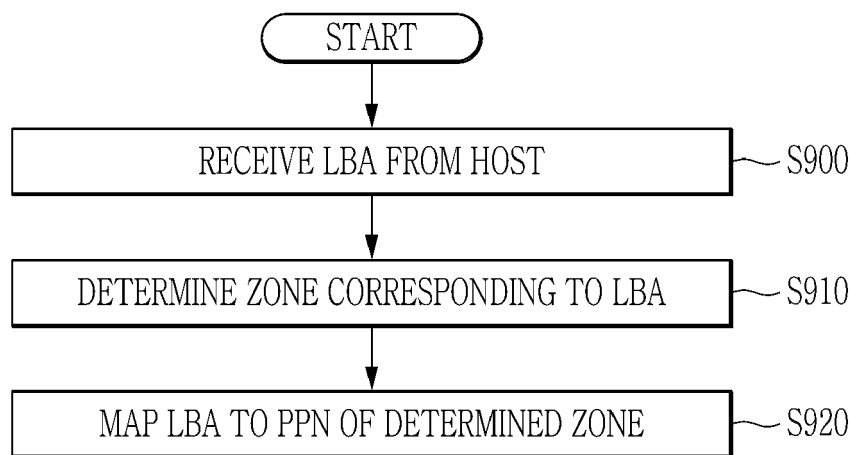 START
RECEIVE LBA FROM HOST
S900
DETERMINE ZONE CORRESPONDING TO LBA
S910
MAP LBA TO PPN OF DETERMINED ZONE
S920